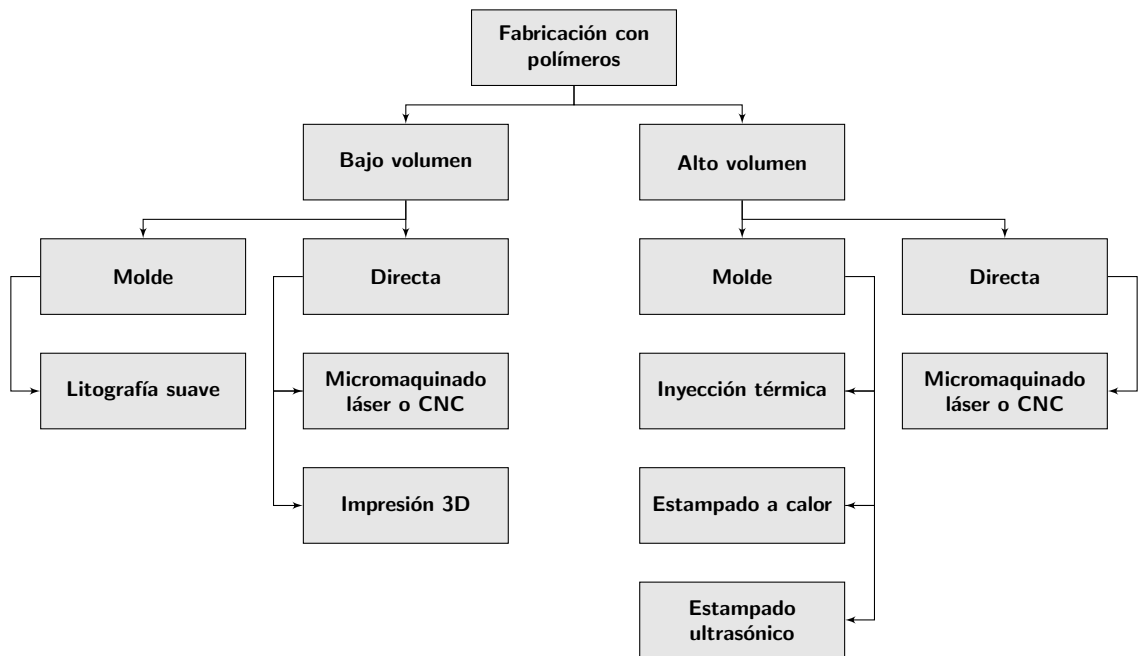 Fabricación con
polímeros
Bajo volumen
Alto volumen
Molde
Directa
Molde
Directa
Litografía suave
Micromaquinado
láser o CNC
Inyección térmica
Micromaquinado
láser o CNC
Impresión 3D
Estampado a calor
Estampado
ultrasónico